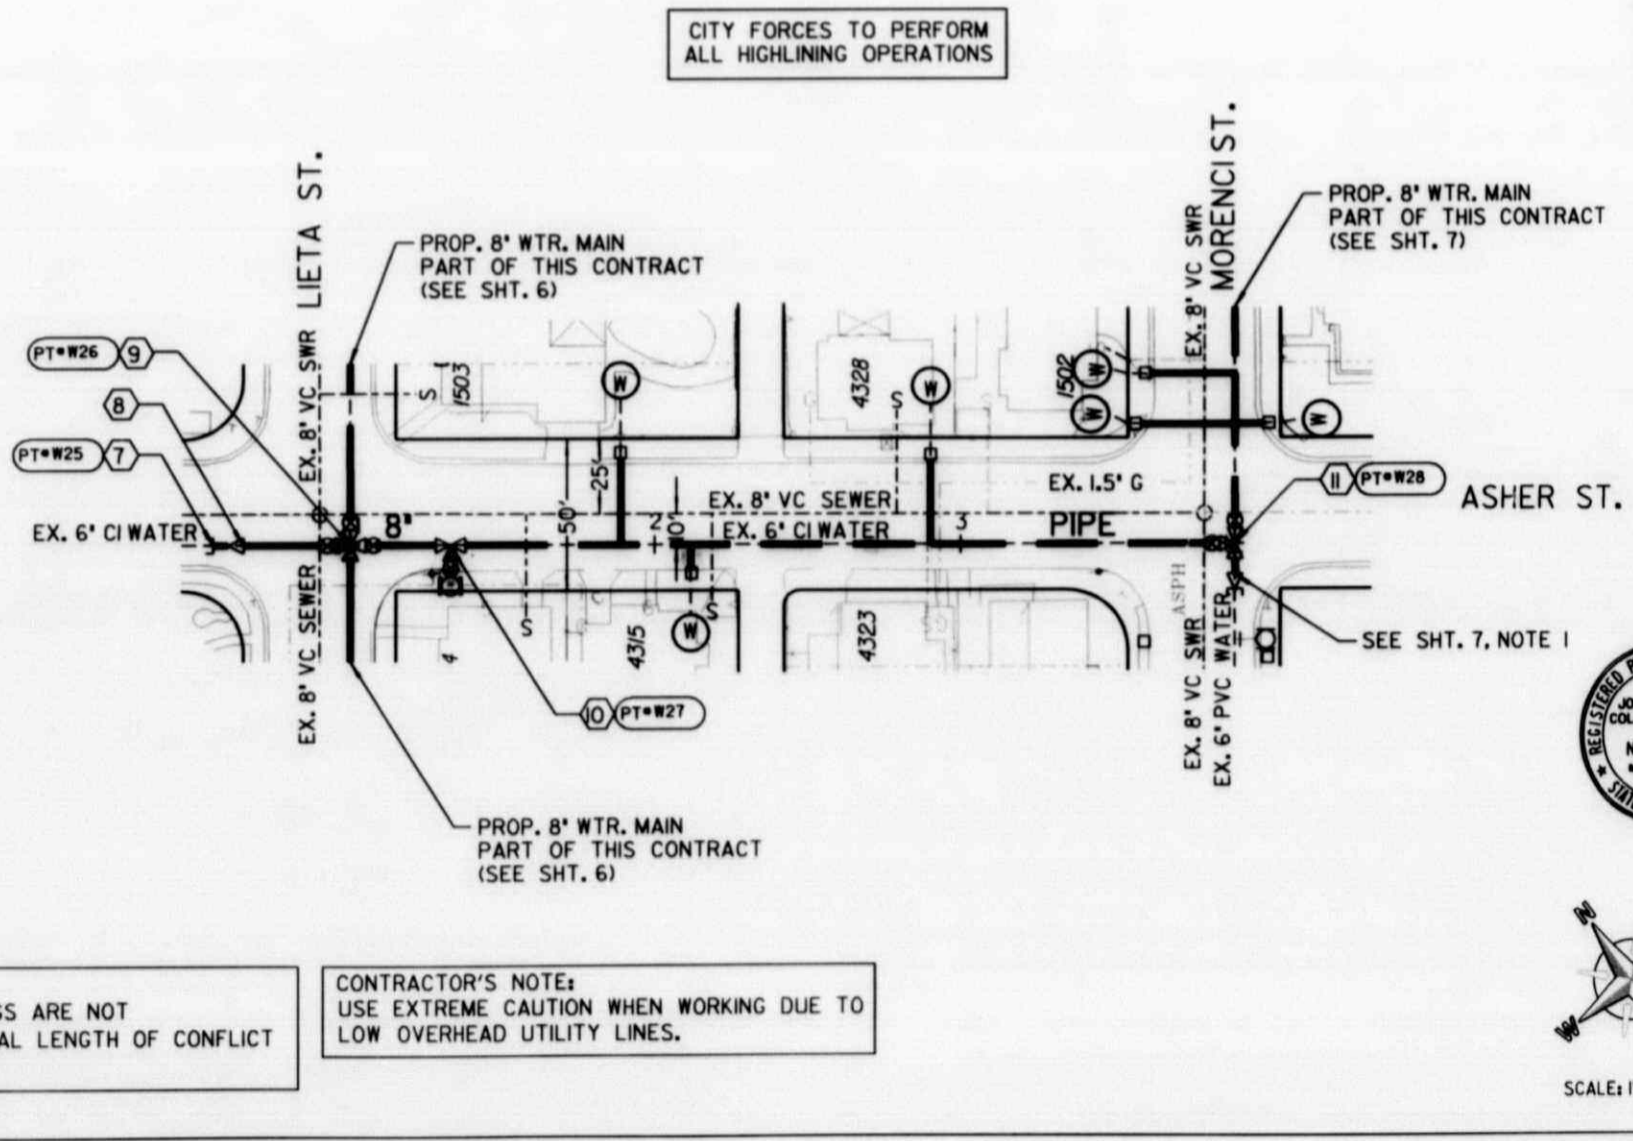 CITY FORCES TO PERFORM
ALL HIGHLINING OPERATIONS
LIETA ST.
EX. 8" VC SWR
MORENCI ST.
EX. 8" VC SWR
PROP. 8" WTR. MAIN
PART OF THIS CONTRACT
(SEE SHT. 7)
PROP. 8" WTR. MAIN
PART OF THIS CONTRACT
(SEE SHT. 6)
PT#W26 9
8
PT#W25 7
1503
S
W
4328
W
S
1502
W
W
W
25'
50'
EX. 8" VC SEWER
EX. 1.5" G
11 PT#W28
ASHER ST.
EX. 6" CI WATER
8"
2
EX. 6" CI WATER
3
PIPE
EX. 8" VC SEWER
4
S
4315
W
S
4323
ASPH
EX. 8" VC SWR
EX. 6" PVC WATER
SEE SHT. 7, NOTE 1
10 PT#W27
PROP. 8" WTR. MAIN
PART OF THIS CONTRACT
(SEE SHT. 6)
REGISTERED
N
W
SS ARE NOT
AL LENGTH OF CONFLICT
CONTRACTOR'S NOTE:
USE EXTREME CAUTION WHEN WORKING DUE TO
LOW OVERHEAD UTILITY LINES.
SCALE: 1